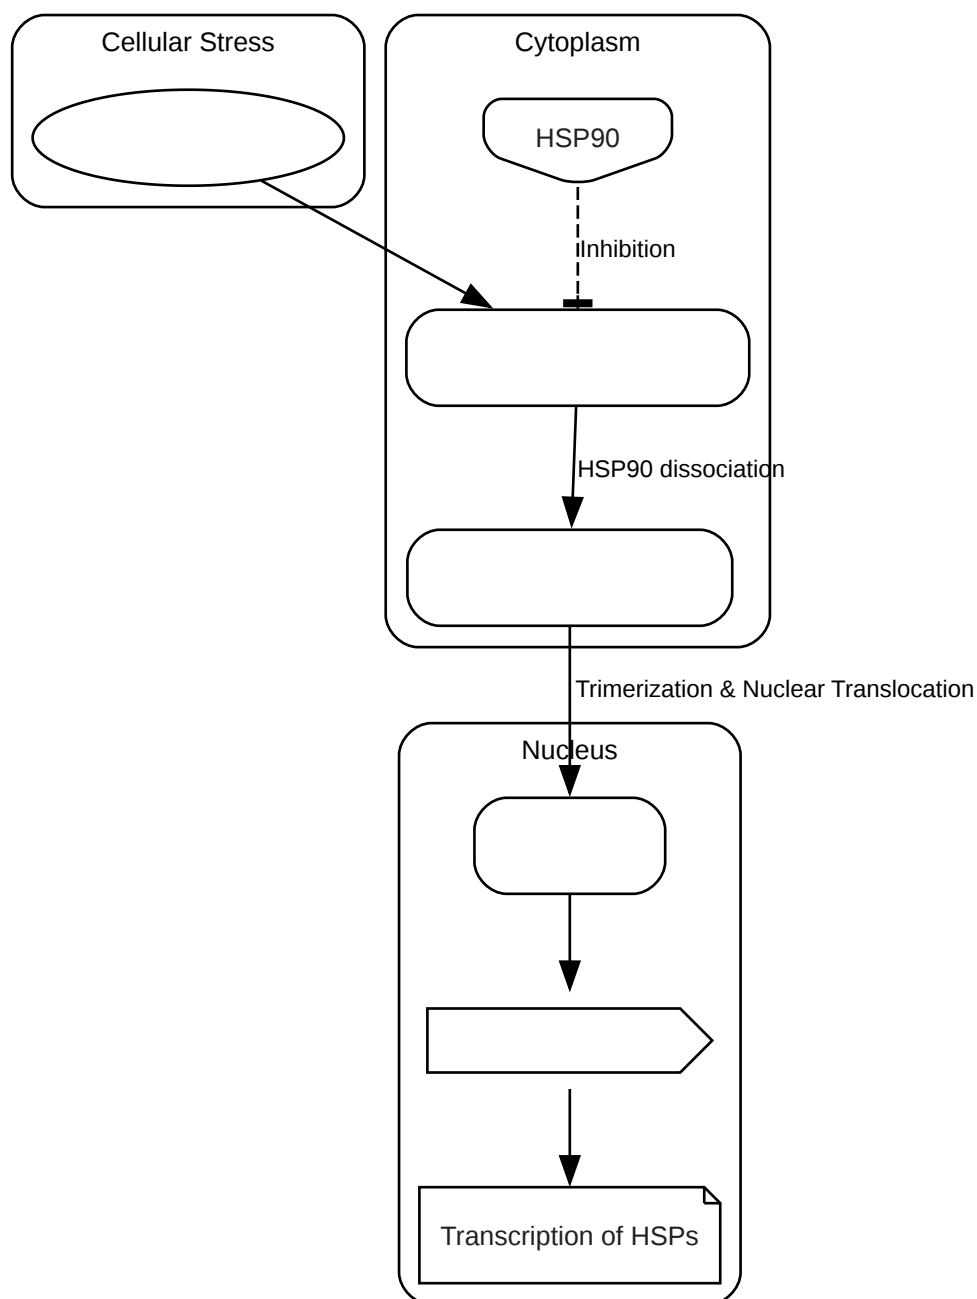 Cellular Stress
Cytoplasm
HSP90
Inhibition
HSP90 dissociation
Trimerization & Nuclear Translocation
Nucleus
Transcription of HSPs